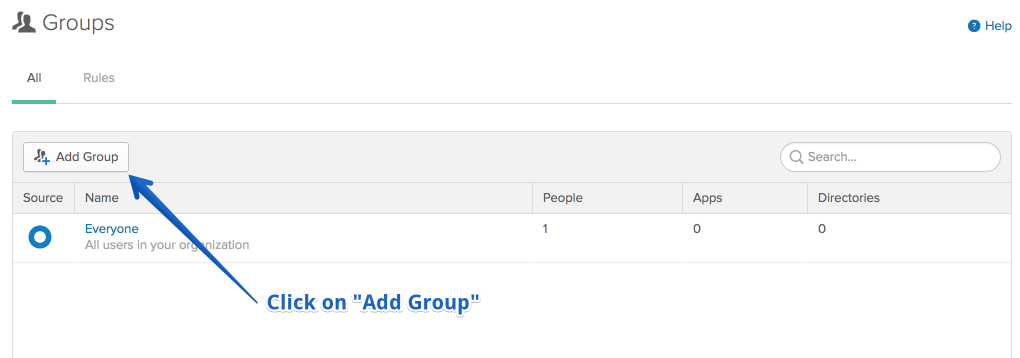 Groups
Help
All Rules
Add Group Search...
Source Name People Apps Directories
Everyone 1 0 0
All users in your organization
Click on "Add Group"